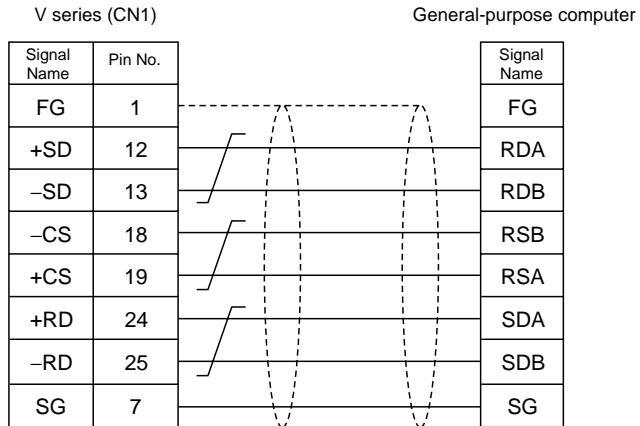 V series (CN1) General-purpose computer
Signal Name Pin No. Signal Name
FG 1 FG
+SD 12 RDA
−SD 13 RDB
−CS 18 RSB
+CS 19 RSA
+RD 24 SDA
−RD 25 SDB
SG 7 SG